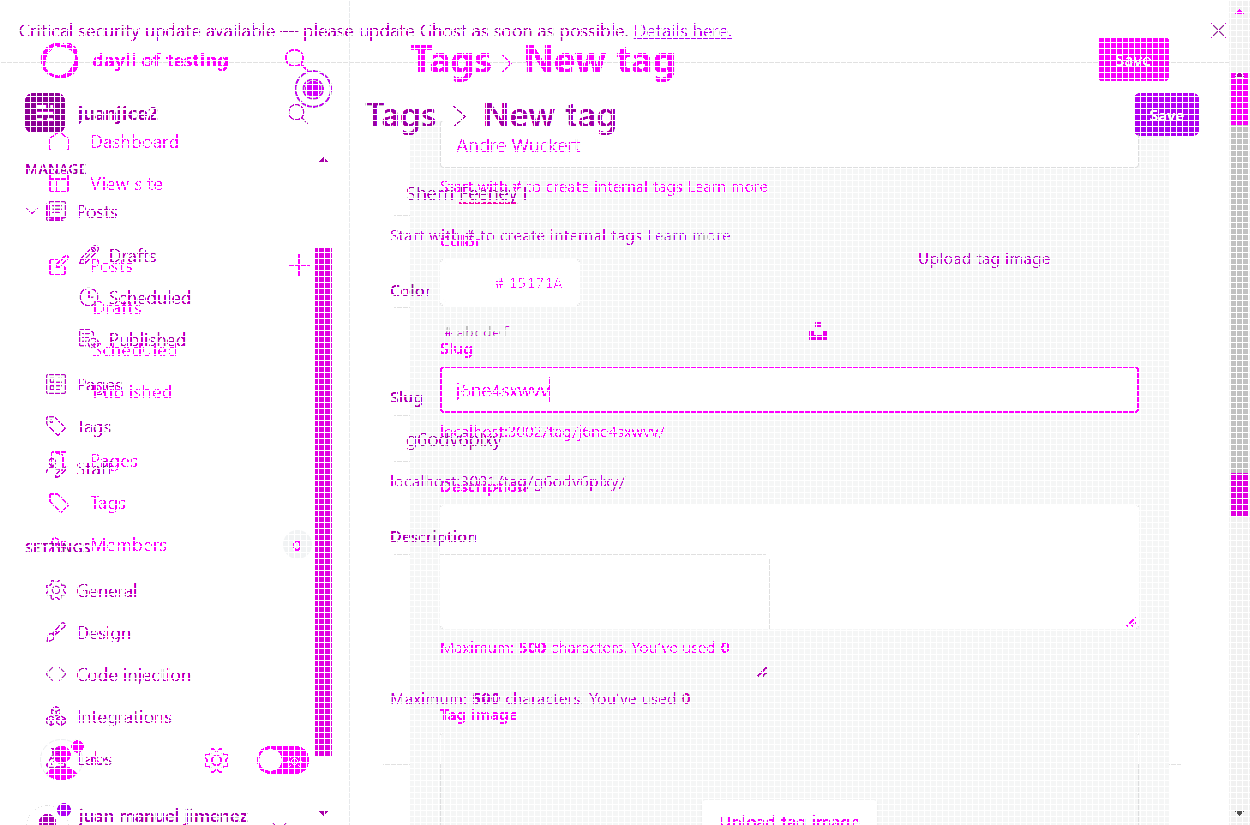 Critical security update available — please update Ghost as soon as possible. Details here.
dayli of testing
Tags > New tag
Save
juanjice2
Tags > New tag
Save
Dashboard
Andre Wuckert
MANAGE
View site
Start with # to create internal tags Learn more
Posts
Start with # to create internal tags Learn more
Color
Drafts
Posts
Upload tag image
# 15171A
Color
Scheduled
Drafts
#abcdef
Published
Scheduled
Slug
Pages
Published
j6ne4sxwvv
Slug
Tags
localhost:3002/tag/j6ne4sxwvv/
g6odv6plxy
Pages
Staff
localhost:3001/tag/g6odv6plxy/
Description
Tags
Description
SETTINGS
Members
0
General
Design
Maximum: 500 characters. You've used 0
Code injection
Maximum: 500 characters. You've used 0
Integrations
Tag image
Labs
juan manuel jimenez
Upload tag image